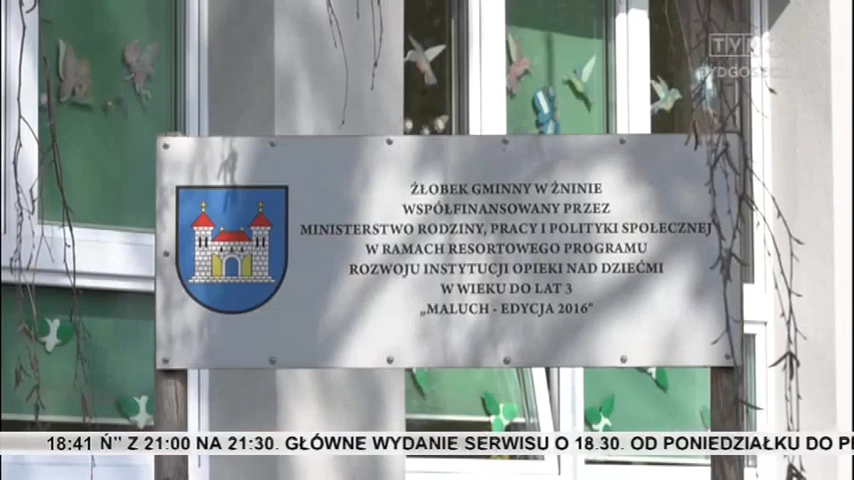 TVP3
BYDGOSZCZ
ŻŁOBEK GMINNY W ŻNINIE
WSPÓŁFINANSOWANY PRZEZ
MINISTERSTWO RODZINY, PRACY I POLITYKI SPOŁECZNEJ
W RAMACH RESORTOWEGO PROGRAMU
ROZWOJU INSTYTUCJI OPIEKI NAD DZIEĆMI
W WIEKU DO LAT 3
„MALUCH - EDYCJA 2016"
18:41 Ń" Z 21:00 NA 21:30. GŁÓWNE WYDANIE SERWISU O 18.30. OD PONIEDZIAŁKU DO